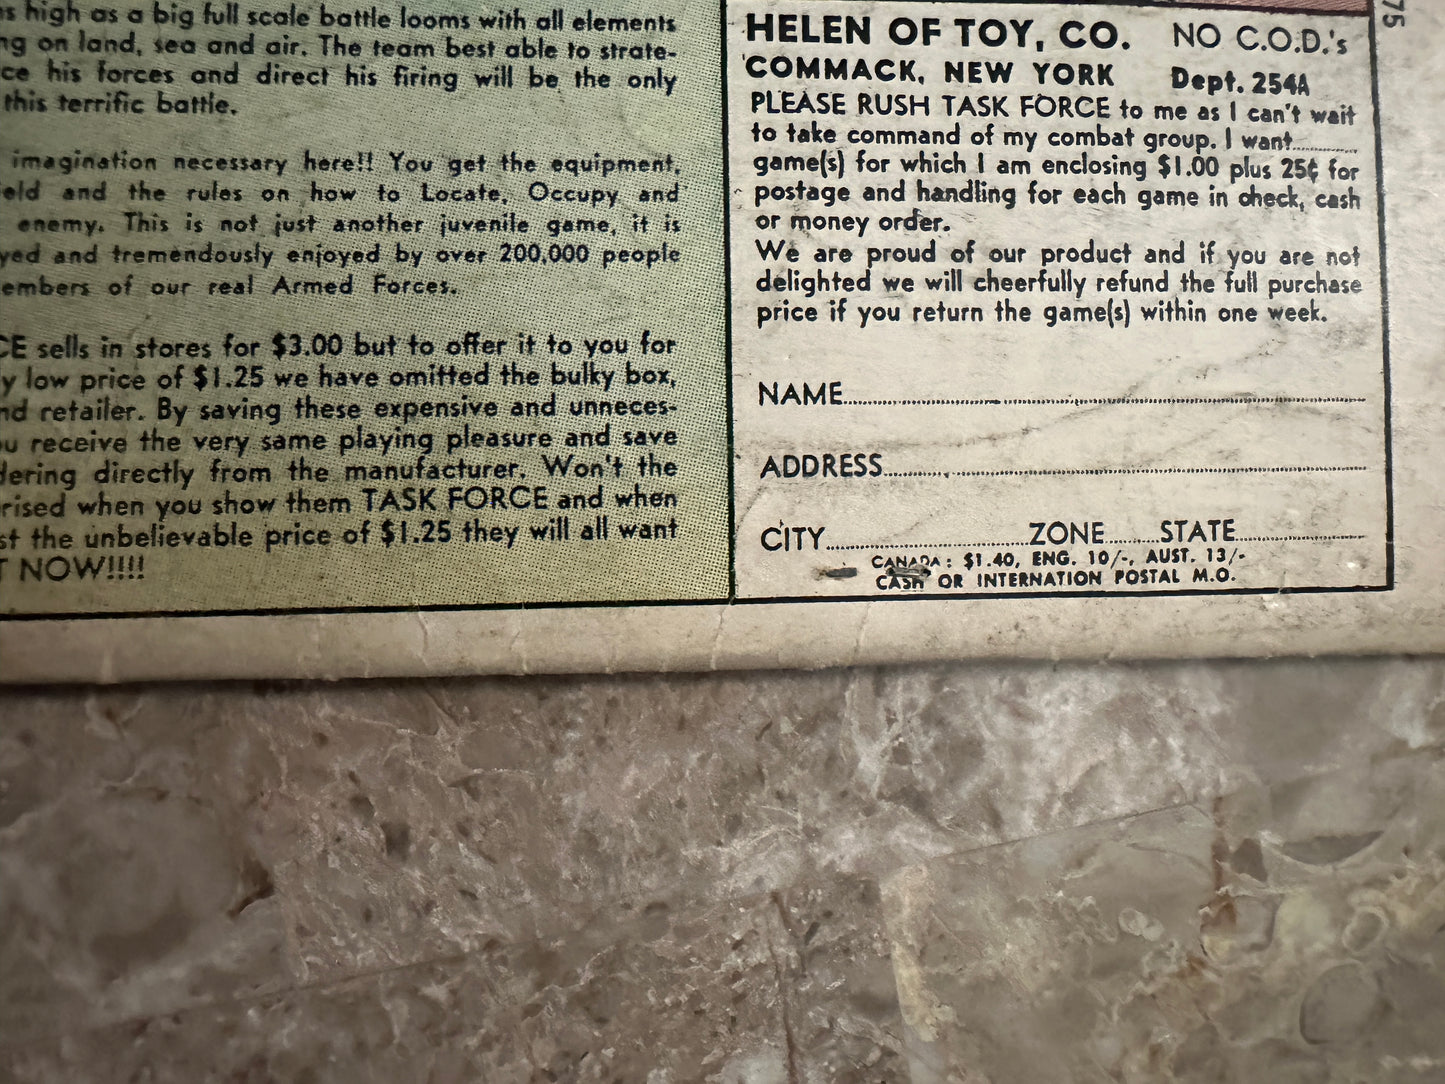 s high as a big full scale battle looms with all elements
ng on land, sea and air. The team best able to strate-
ce his forces and direct his firing will be the only
this terrific battle.
imagination necessary here!! You get the equipment,
eld and the rules on how to Locate, Occupy and
enemy. This is not just another juvenile game, it is
yed and tremendously enjoyed by over 200,000 people
embers of our real Armed Forces.
CE sells in stores for $3.00 but to offer it to you for
y low price of $1.25 we have omitted the bulky box,
nd retailer. By saving these expensive and unneces-
ou receive the very same playing pleasure and save
dering directly from the manufacturer. Won't the
rised when you show them TASK FORCE and when
st the unbelievable price of $1.25 they will all want
T NOW!!!!
HELEN OF TOY, CO. NO C.O.D.'s
COMMACK, NEW YORK Dept. 254A
PLEASE RUSH TASK FORCE to me as I can't wait
to take command of my combat group. I want............
game(s) for which I am enclosing $1.00 plus 25¢ for
postage and handling for each game in check, cash
or money order.
We are proud of our product and if you are not
delighted we will cheerfully refund the full purchase
price if you return the game(s) within one week.
NAME............
ADDRESS............
CITY............ZONE............STATE............
CANADA: $1.40, ENG. 10/-, AUST. 13/-
CASH OR INTERNATION POSTAL M.O.
75